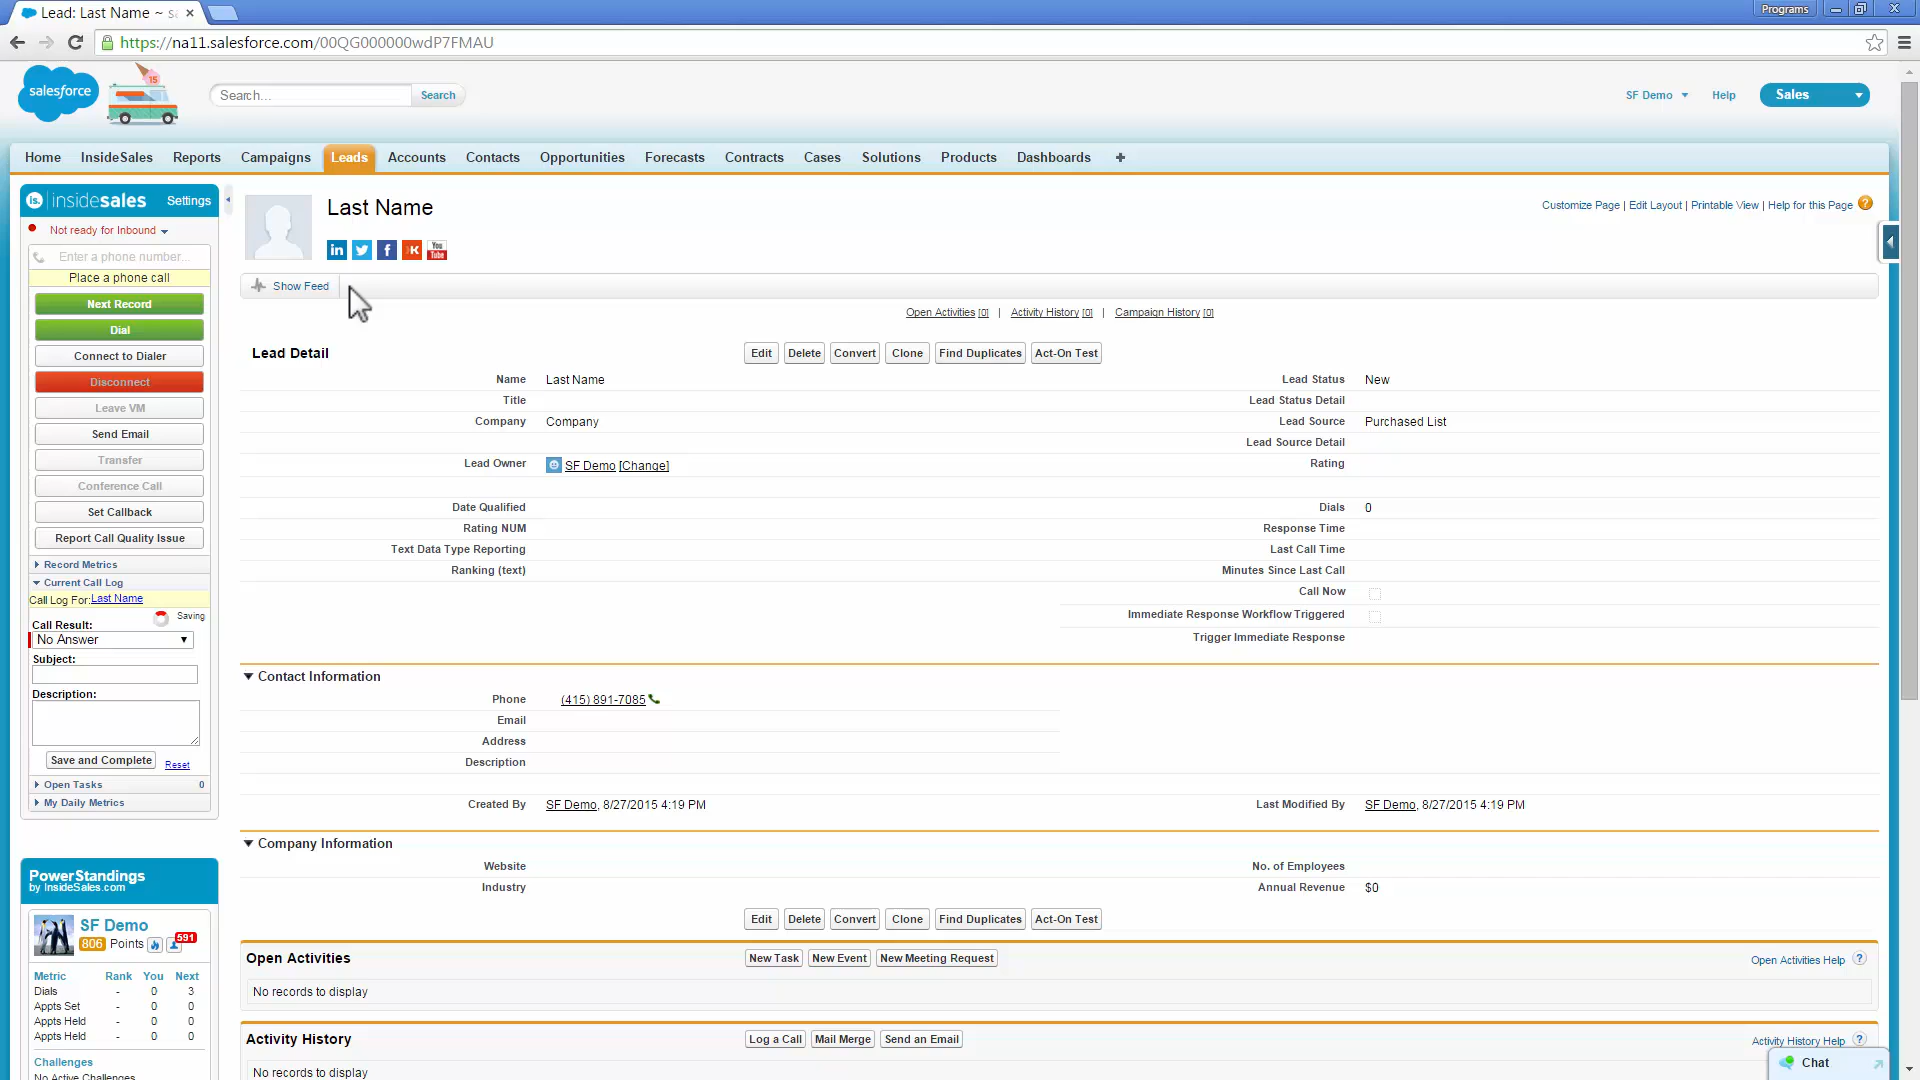 Lead: Last Name ~ sa
Programs
https://na11.salesforce.com/00QG000000wdP7FMAU
salesforce
15
Search...
Search
SF Demo
Help
Sales
Home
InsideSales
Reports
Campaigns
Leads
Accounts
Contacts
Opportunities
Forecasts
Contracts
Cases
Solutions
Products
Dashboards
+
is. insidesales Settings
Not ready for Inbound
Enter a phone number...
Place a phone call
Next Record
Dial
Connect to Dialer
Disconnect
Leave VM
Send Email
Transfer
Conference Call
Set Callback
Report Call Quality Issue
Record Metrics
Current Call Log
Call Log For: Last Name
Saving
Call Result:
No Answer
Subject:
Description:
Save and Complete Reset
Open Tasks 0
My Daily Metrics
PowerStandings
by InsideSales.com
SF Demo
806 Points 591
Metric Rank You Next
Dials - 0 3
Appts Set - 0 0
Appts Held - 0 0
Appts Held - 0 0
Challenges
No Active Challenges
Last Name
in f K You Tube
Customize Page | Edit Layout | Printable View | Help for this Page ?
Show Feed
Open Activities [0] | Activity History [0] | Campaign History [0]
Lead Detail
Edit Delete Convert Clone Find Duplicates Act-On Test
Name Last Name Lead Status New
Title Lead Status Detail
Company Company Lead Source Purchased List
Lead Source Detail
Lead Owner SF Demo [Change] Rating
Date Qualified Dials 0
Rating NUM Response Time
Text Data Type Reporting Last Call Time
Ranking (text) Minutes Since Last Call
Call Now
Immediate Response Workflow Triggered
Trigger Immediate Response
Contact Information
Phone (415) 891-7085
Email
Address
Description
Created By SF Demo, 8/27/2015 4:19 PM Last Modified By SF Demo, 8/27/2015 4:19 PM
Company Information
Website No. of Employees
Industry Annual Revenue $0
Edit Delete Convert Clone Find Duplicates Act-On Test
Open Activities New Task New Event New Meeting Request Open Activities Help ?
No records to display
Activity History Log a Call Mail Merge Send an Email Activity History Help ?
No records to display
Chat